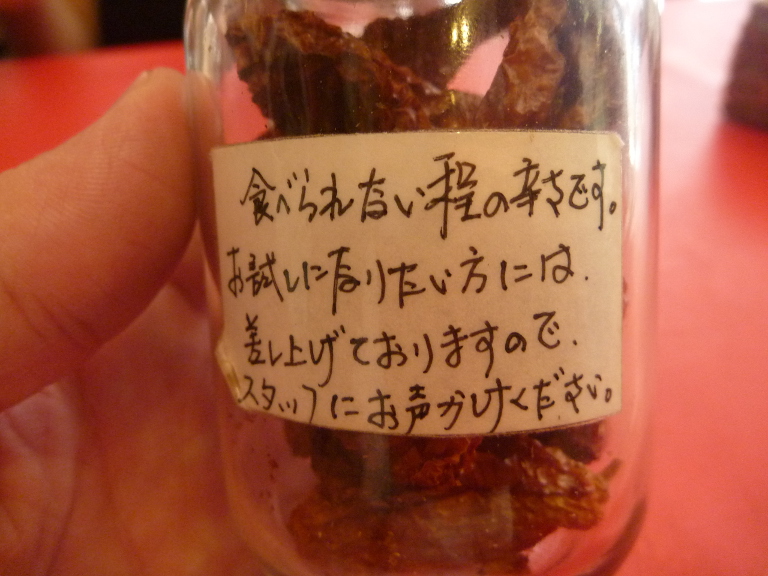 食べられない程の辛さです。
お試しになりたい方には、
差し上げておりますので、
スタッフにお声かけください。